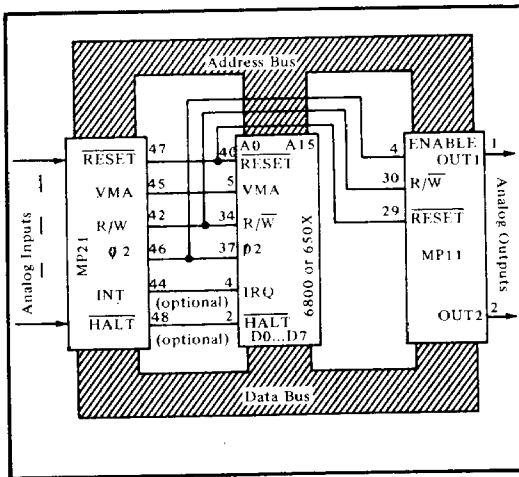 Address Bus
47 40 A0 A15
RESET RESET
45 5
VMA VMA
42 34
R/W R/W
46 37
φ2 φ2
44 4
INT IRQ
(optional)
48 2
HALT HALT
(optional) D0...D7
MP21
Analog Inputs
6800 or 650X
4 ENABLE 1
OUT1
30 R/W
29
RESET
MP11
OUT2 2
Analog Outputs
Data Bus